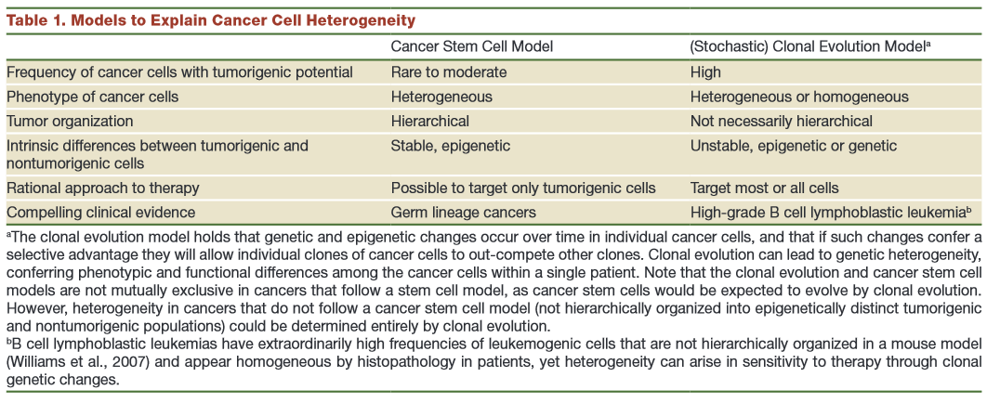 Table 1. Models to Explain Cancer Cell Heterogeneity
Cancer Stem Cell Model (Stochastic) Clonal Evolution Modelᵃ
Frequency of cancer cells with tumorigenic potential Rare to moderate High
Phenotype of cancer cells Heterogeneous Heterogeneous or homogeneous
Tumor organization Hierarchical Not necessarily hierarchical
Intrinsic differences between tumorigenic and Stable, epigenetic Unstable, epigenetic or genetic
nontumorigenic cells
Rational approach to therapy Possible to target only tumorigenic cells Target most or all cells
Compelling clinical evidence Germ lineage cancers High-grade B cell lymphoblastic leukemiaᵇ
ᵃThe clonal evolution model holds that genetic and epigenetic changes occur over time in individual cancer cells, and that if such changes confer a
selective advantage they will allow individual clones of cancer cells to out-compete other clones. Clonal evolution can lead to genetic heterogeneity,
conferring phenotypic and functional differences among the cancer cells within a single patient. Note that the clonal evolution and cancer stem cell
models are not mutually exclusive in cancers that follow a stem cell model, as cancer stem cells would be expected to evolve by clonal evolution.
However, heterogeneity in cancers that do not follow a cancer stem cell model (not hierarchically organized into epigenetically distinct tumorigenic
and nontumorigenic populations) could be determined entirely by clonal evolution.
ᵇB cell lymphoblastic leukemias have extraordinarily high frequencies of leukemogenic cells that are not hierarchically organized in a mouse model
(Williams et al., 2007) and appear homogeneous by histopathology in patients, yet heterogeneity can arise in sensitivity to therapy through clonal
genetic changes.